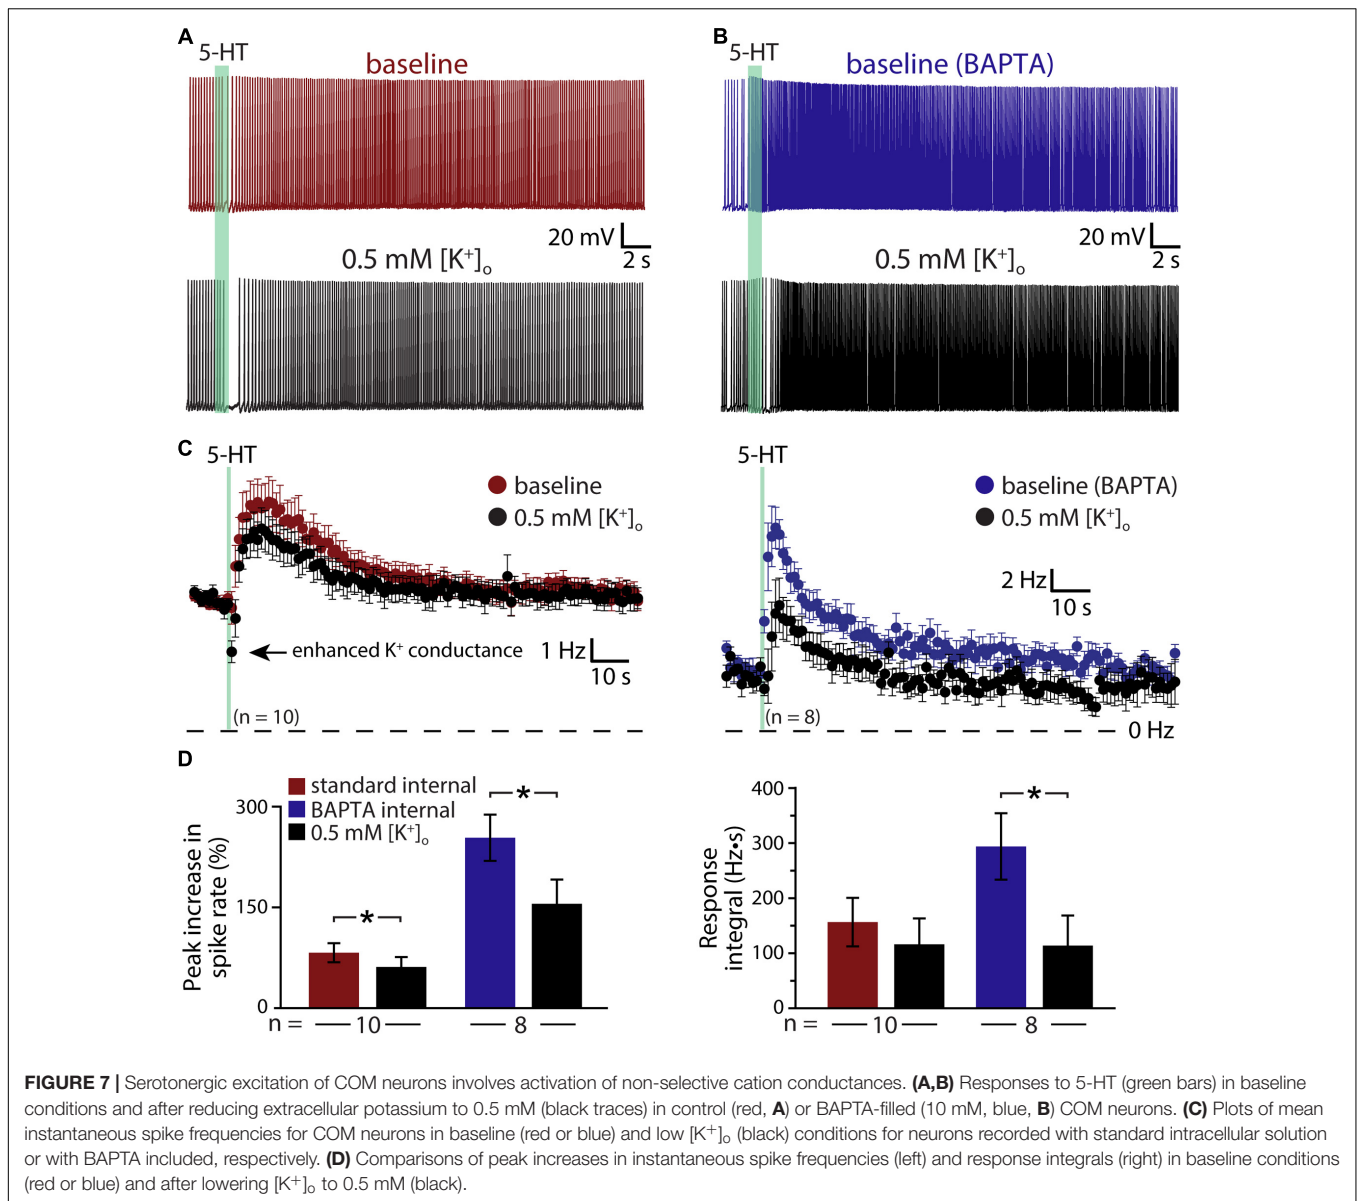 A
5-HT
baseline
20 mV
2 s
0.5 mM [K+]o
B
5-HT
baseline (BAPTA)
20 mV
2 s
0.5 mM [K+]o
C
5-HT
baseline
0.5 mM [K+]o
enhanced K+ conductance
1 Hz
10 s
(n = 10)
5-HT
baseline (BAPTA)
0.5 mM [K+]o
2 Hz
10 s
(n = 8)
0 Hz
D
standard internal
BAPTA internal
0.5 mM [K+]o
Peak increase in
spike rate (%)
300
150
0
*
*
n =
10
8
Response
integral (Hz•s)
400
300
200
100
0
*
n =
10
8
FIGURE 7 | Serotonergic excitation of COM neurons involves activation of non-selective cation conductances. (A,B) Responses to 5-HT (green bars) in baseline
conditions and after reducing extracellular potassium to 0.5 mM (black traces) in control (red, A) or BAPTA-filled (10 mM, blue, B) COM neurons. (C) Plots of mean
instantaneous spike frequencies for COM neurons in baseline (red or blue) and low [K+]o (black) conditions for neurons recorded with standard intracellular solution
or with BAPTA included, respectively. (D) Comparisons of peak increases in instantaneous spike frequencies (left) and response integrals (right) in baseline conditions
(red or blue) and after lowering [K+]o to 0.5 mM (black).